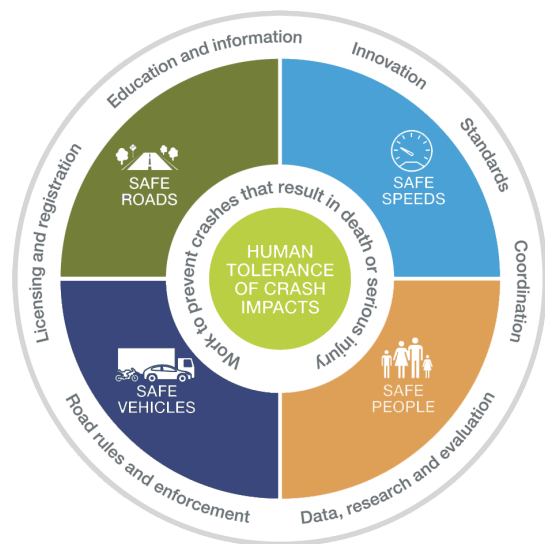 Education and information
Innovation
Standards
Coordination
Data, research and evaluation
Road rules and enforcement
Licensing and registration
SAFE
ROADS
SAFE
SPEEDS
SAFE
PEOPLE
SAFE
VEHICLES
Work to prevent crashes that result in death or serious injury
HUMAN
TOLERANCE
OF CRASH
IMPACTS